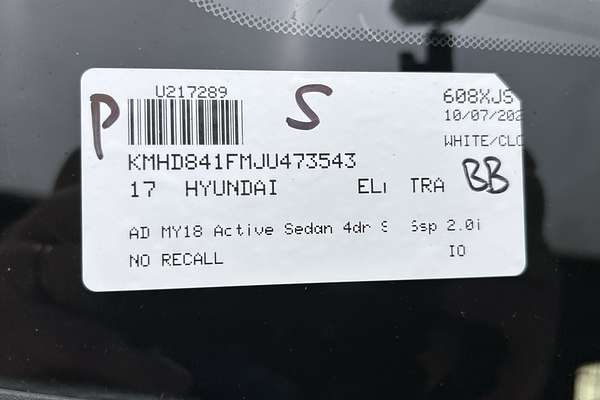 U217289
P
S
608XJS
10/07/202
WHITE/CLO
KMHD841FMJU473543
17 HYUNDAI EL TRA BB
AD MY18 Active Sedan 4dr S 6sp 2.0i
NO RECALL IO